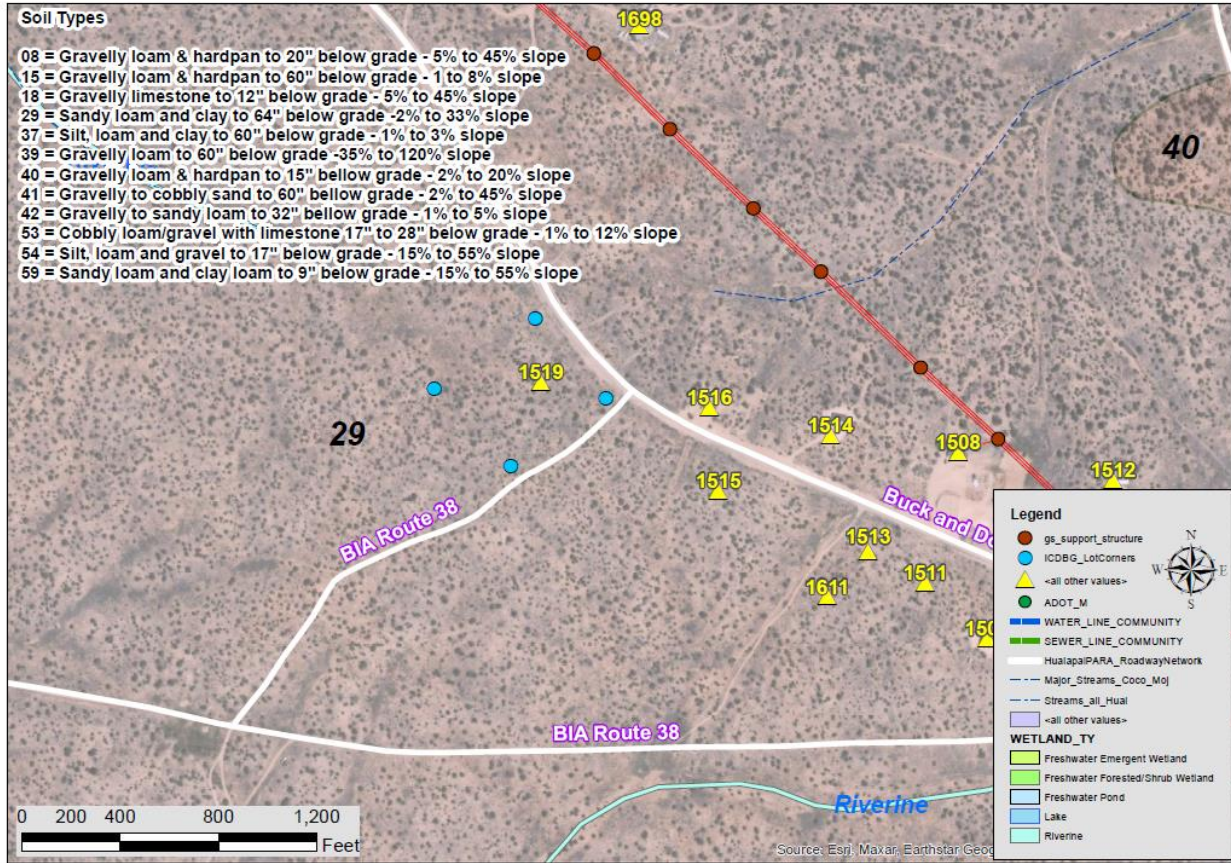 Soil Types
08 = Gravelly loam & hardpan to 20" below grade - 5% to 45% slope
15 = Gravelly loam & hardpan to 60" below grade - 1 to 8% slope
18 = Gravelly limestone to 12" below grade - 5% to 45% slope
29 = Sandy loam and clay to 64" below grade -2% to 33% slope
37 = Silt, loam and clay to 60" below grade - 1% to 3% slope
39 = Gravelly loam to 60" below grade -35% to 120% slope
40 = Gravelly loam & hardpan to 15" bellow grade - 2% to 20% slope
41 = Gravelly to cobbly sand to 60" below grade - 2% to 45% slope
42 = Gravelly to sandy loam to 32" bellow grade - 1% to 5% slope
53 = Cobbly loam/gravel with limestone 17" to 28" below grade - 1% to 12% slope
54 = Silt, loam and gravel to 17" below grade - 15% to 55% slope
59 = Sandy loam and clay loam to 9" below grade - 15% to 55% slope
1698
40
1519
1516
29
1514
1508
1512
1515
BIA Route 38
Buck and Do
1513
1511
1611
150
BIA Route 38
Riverine
0 200 400 800 1,200
Feet
Source: Esri, Maxar, Earthstar Geog
Legend
N
W E
S
gs_support_structure
ICDBG_LotCorners
<all other values>
ADOT_M
WATER_LINE_COMMUNITY
SEWER_LINE_COMMUNITY
HualapaiPARA_RoadwayNetwork
Major_Streams_Coco_Moj
Streams_all_Hual
<all other values>
WETLAND_TY
Freshwater Emergent Wetland
Freshwater Forested/Shrub Wetland
Freshwater Pond
Lake
Riverine